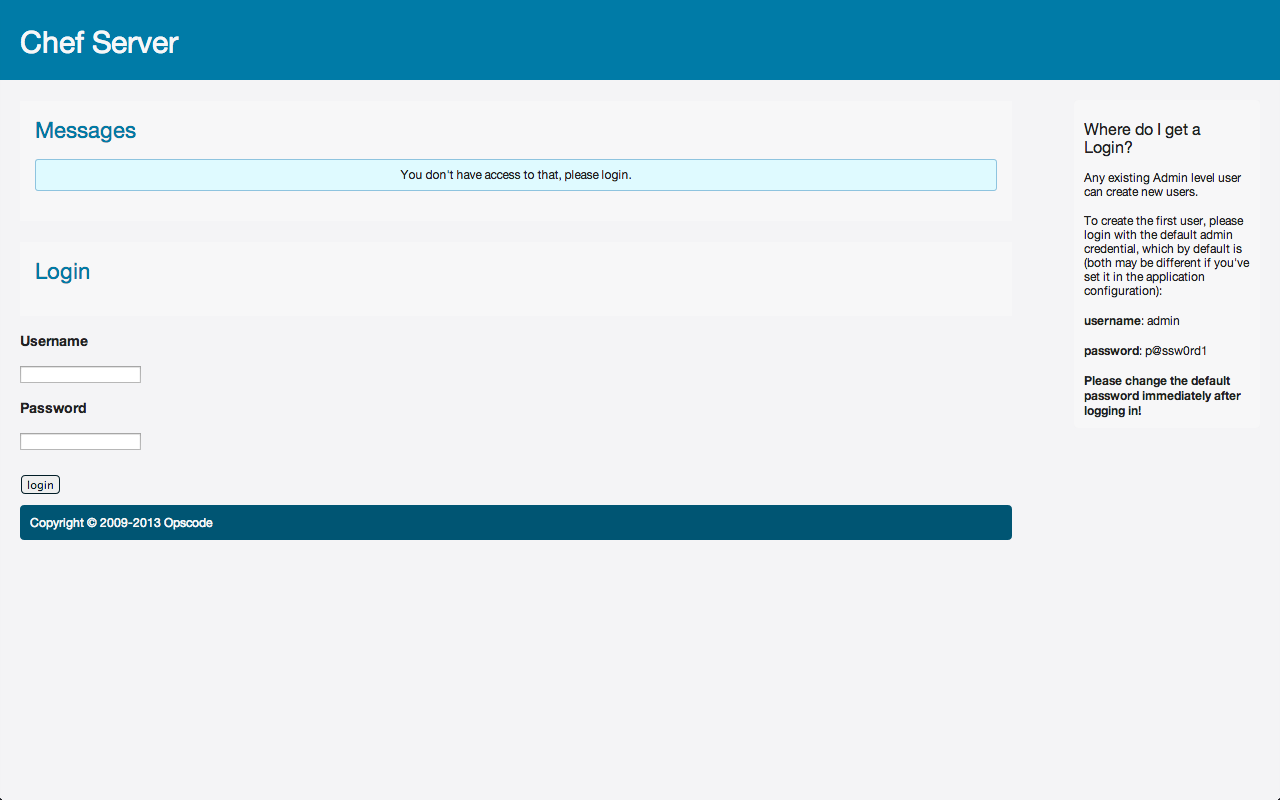 Chef Server
Messages
You don't have access to that, please login.
Login
Username
Password
login
Copyright © 2009-2013 Opscode
Where do I get a
Login?
Any existing Admin level user
can create new users.
To create the first user, please
login with the default admin
credential, which by default is
(both may be different if you've
set it in the application
configuration):
username: admin
password: p@ssw0rd1
Please change the default
password immediately after
logging in!